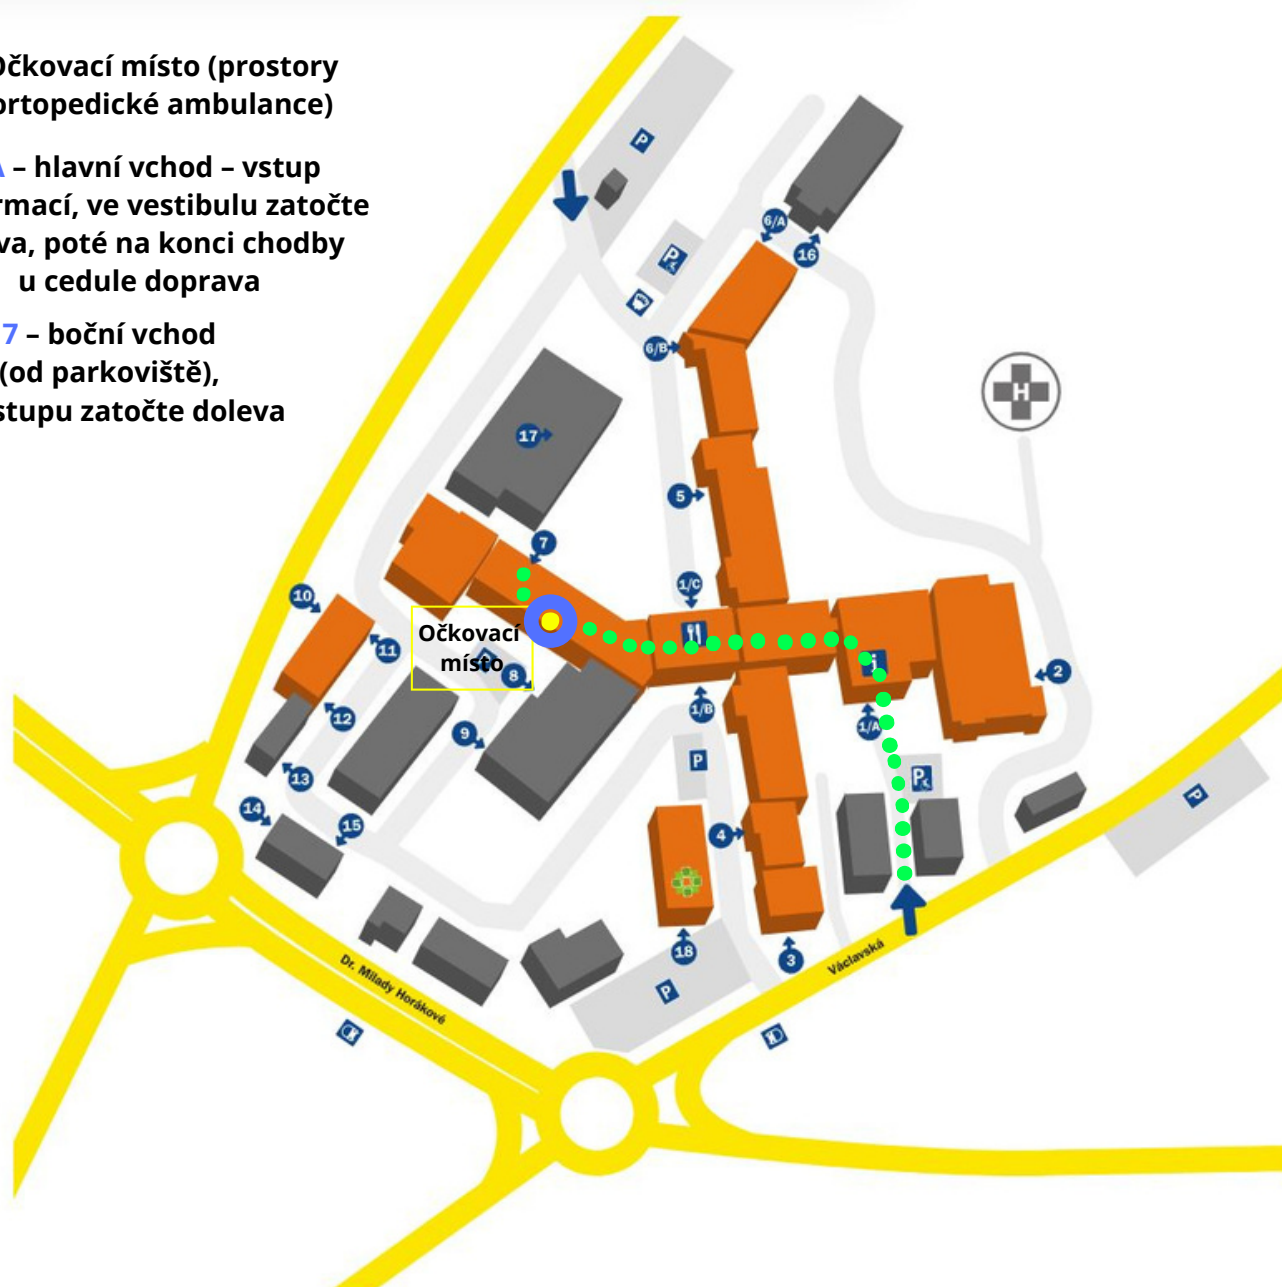 Očkovací místo (prostory
ortopedické ambulance)
– hlavní vchod – vstup
rmací, ve vestibulu zatočte
va, poté na konci chodby
u cedule doprava
7 – boční vchod
(od parkoviště),
stupu zatočte doleva
P
6/A
16
P
6/B
H
17
5
7
1/C
10
Očkovací
místo
11
8
i
2
12
1/B
1/A
9
P
P
13
P
14
15
4
18
3
Václavská
Dr. Milady Horákové
P